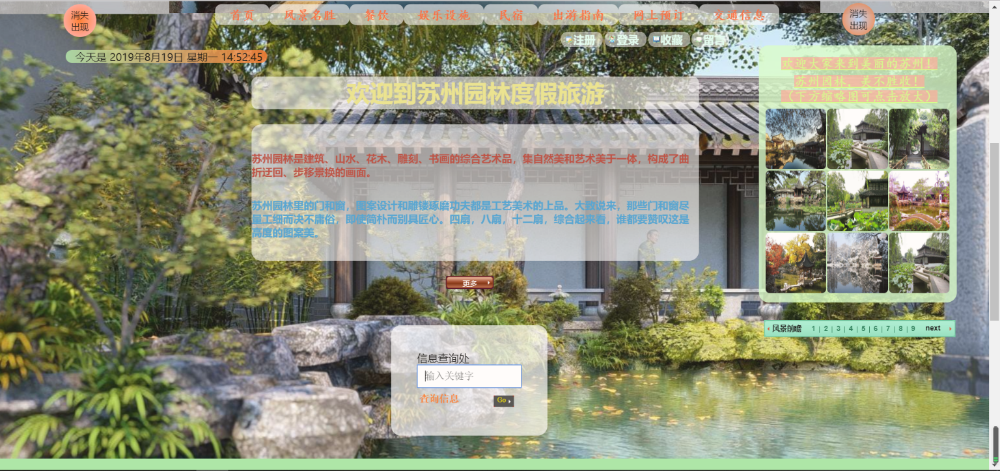 消失
出现
首页 风景名胜 餐饮 娱乐设施 民宿 出游指南 网上预订 交通信息
消失
出现
注册 登录 收藏 留言
今天是 2019年8月19日 星期一 14:52:45
欢迎到苏州园林度假旅游
苏州园林是建筑、山水、花木、雕刻、书画的综合艺术品，集自然美和艺术美于一体，构成了曲
折迂回、步移景换的画面。
苏州园林里的门和窗，图案设计和雕镂琢磨功夫都是工艺美术的上品。大致说来，那些门和窗尽
量工细而决不庸俗，即使简朴而别具匠心。四扇，八扇，十二扇，综合起来看，谁都要赞叹这是
高度的图案美。
更多
欢迎大家来到美丽的苏州！
苏州园林，美不胜收！
（下方缩略图可点击放大）
风景前瞻 1 | 2 | 3 | 4 | 5 | 6 | 7 | 8 | 9 next
信息查询处
输入关键字
查询信息 Go